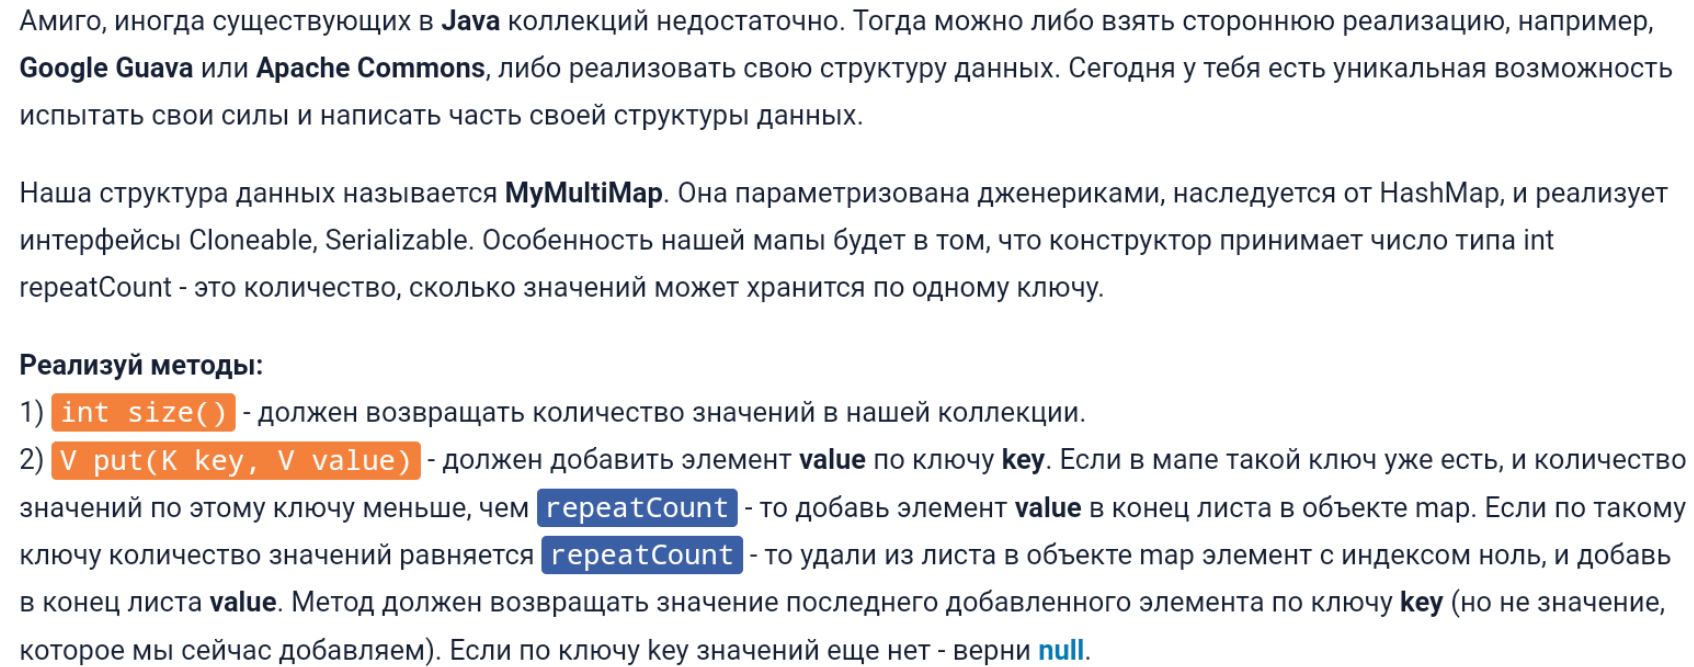 Амиго, иногда существующих в Java коллекций недостаточно. Тогда можно либо взять стороннюю реализацию, например,
Google Guava или Apache Commons, либо реализовать свою структуру данных. Сегодня у тебя есть уникальная возможность
испытать свои силы и написать часть своей структуры данных.
Наша структура данных называется MyMultiMap. Она параметризована дженериками, наследуется от HashMap, и реализует
интерфейсы Cloneable, Serializable. Особенность нашей мапы будет в том, что конструктор принимает число типа int
repeatCount - это количество, сколько значений может хранится по одному ключу.
Реализуй методы:
1) int size() - должен возвращать количество значений в нашей коллекции.
2) V put(K key, V value) - должен добавить элемент value по ключу key. Если в мапе такой ключ уже есть, и количество
значений по этому ключу меньше, чем repeatCount - то добавь элемент value в конец листа в объекте map. Если по такому
ключу количество значений равняется repeatCount - то удали из листа в объекте map элемент с индексом ноль, и добавь
в конец листа value. Метод должен возвращать значение последнего добавленного элемента по ключу key (но не значение,
которое мы сейчас добавляем). Если по ключу key значений еще нет - верни null.